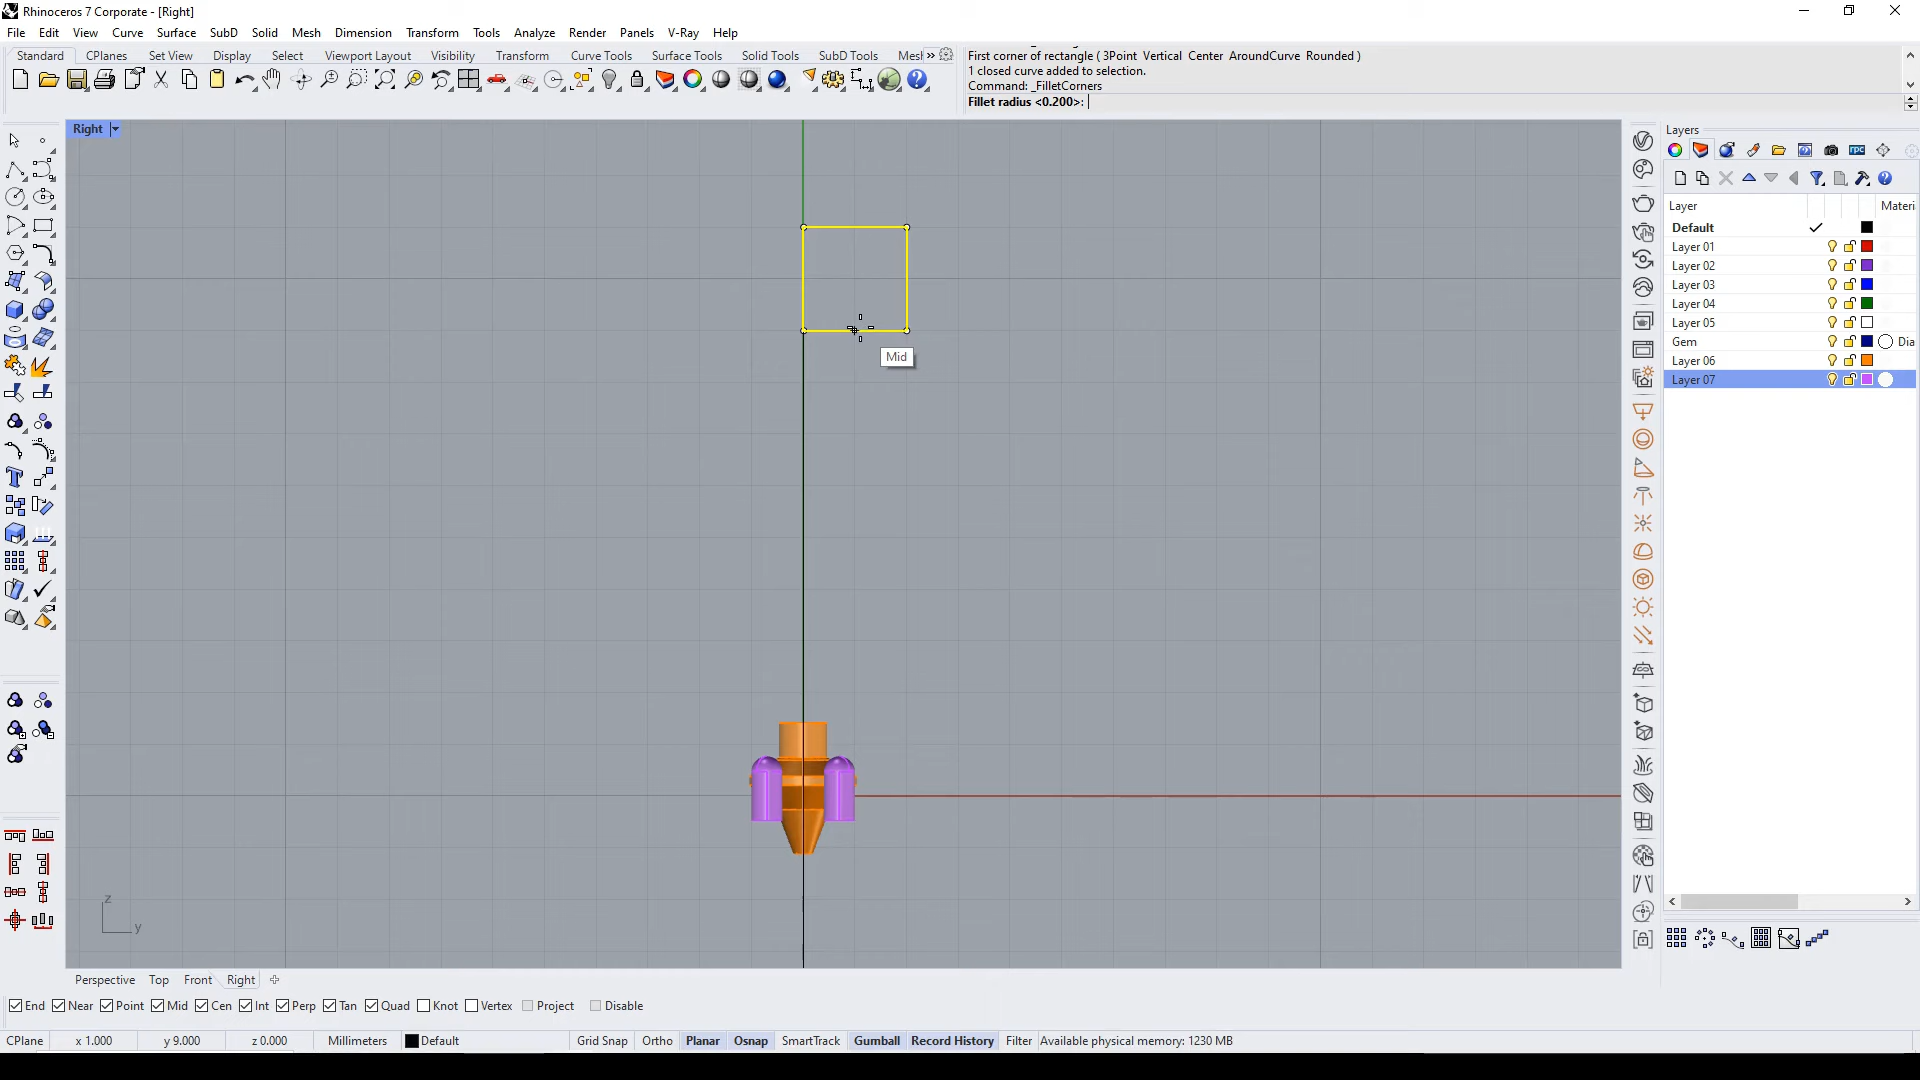 Rhinoceros 7 Corporate - [Right]
File Edit View Curve Surface SubD Solid Mesh Dimension Transform Tools Analyze Render Panels V-Ray Help
Standard CPlanes Set View Display Select Viewport Layout Visibility Transform Curve Tools Surface Tools Solid Tools SubD Tools Mesh »
First corner of rectangle ( 3Point Vertical Center AroundCurve Rounded )
1 closed curve added to selection.
Command: _FilletCorners
Fillet radius <0.200>:
Right
Mid
z
y
Layers
rpc
Layer Materi
Default
Layer 01
Layer 02
Layer 03
Layer 04
Layer 05
Gem Dia
Layer 06
Layer 07
Perspective Top Front Right
End Near Point Mid Cen Int Perp Tan Quad Knot Vertex Project Disable
CPlane x 1.000 y 9.000 z 0.000 Millimeters Default Grid Snap Ortho Planar Osnap SmartTrack Gumball Record History Filter Available physical memory: 1230 MB